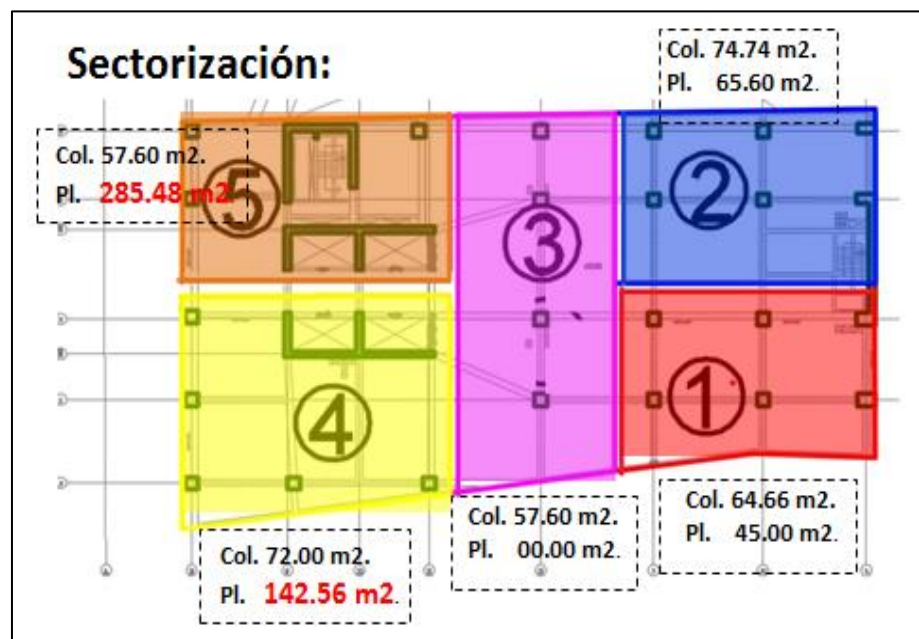 Sectorización:
Col. 74.74 m2.
Pl. 65.60 m2.
Col. 57.60 m2.
Pl. 285.48 m2
5
3
2
4
1
Col. 57.60 m2.
Pl. 00.00 m2.
Col. 64.66 m2.
Pl. 45.00 m2.
Col. 72.00 m2.
Pl. 142.56 m2.